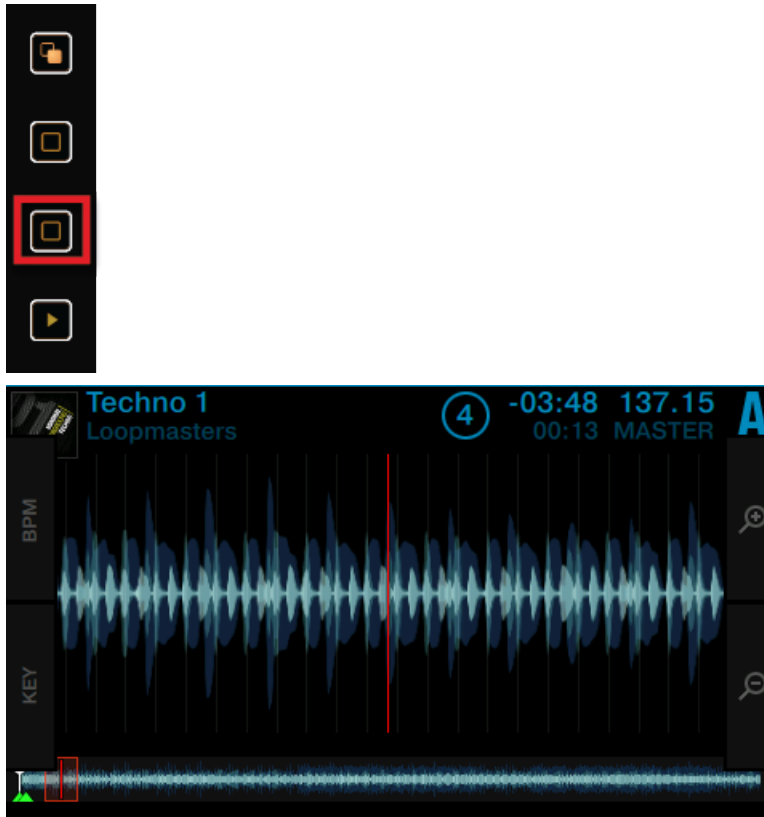 Techno 1
Loopmasters
4
-03:48 137.15
00:13 MASTER
A
BPM
KEY